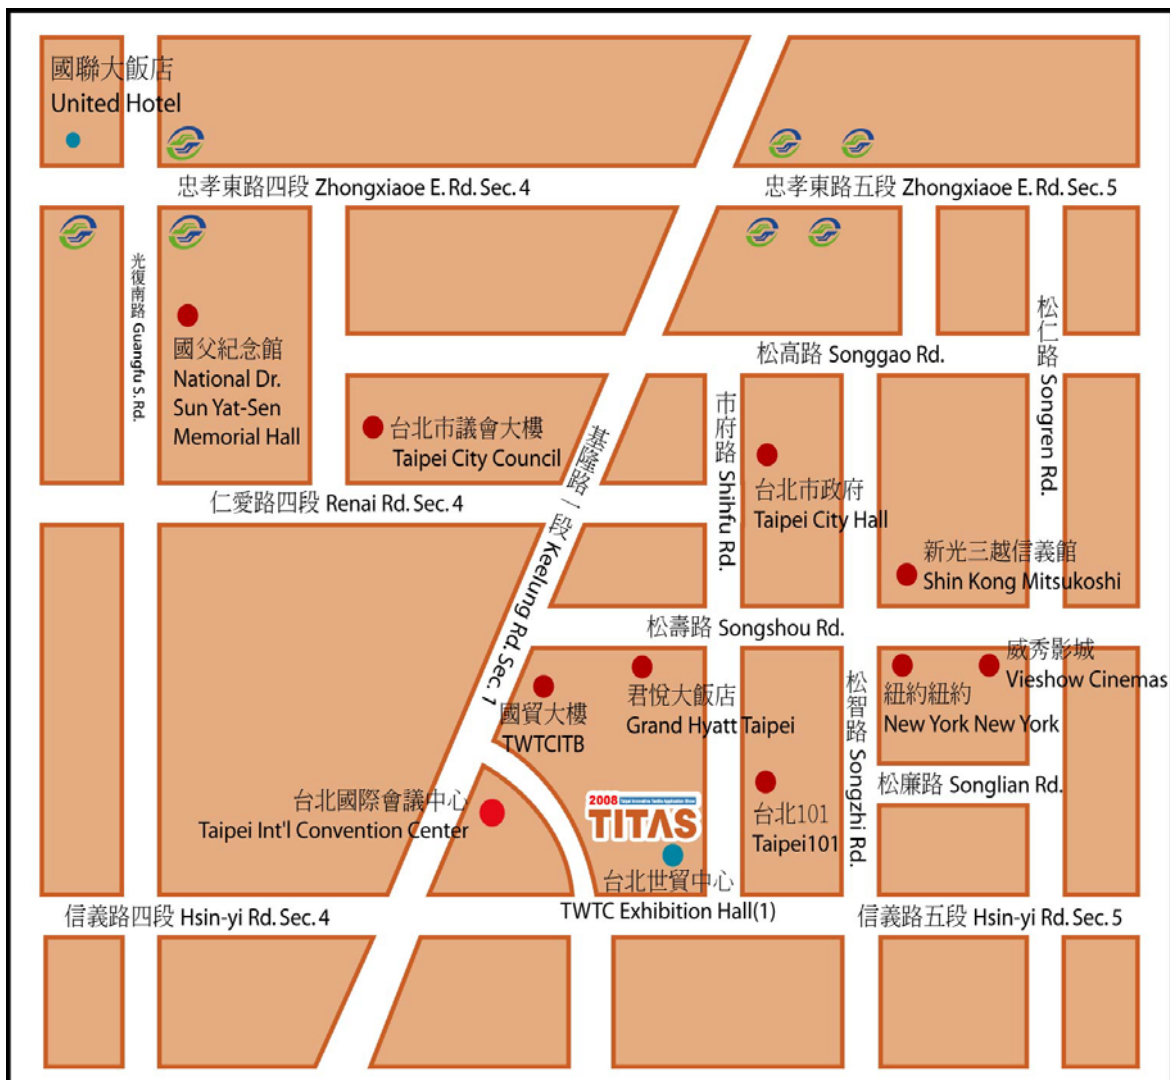 國聯大飯店
United Hotel
忠孝東路四段 Zhongxiaoe E. Rd. Sec. 4
忠孝東路五段 Zhongxiaoe E. Rd. Sec. 5
光復南路 Guangfu S. Rd.
國父紀念館
National Dr.
Sun Yat-Sen
Memorial Hall
松高路 Songgao Rd.
松仁路 Songren Rd.
台北市議會大樓
Taipei City Council
基隆路一段 Keelung Rd. Sec. 1
市府路 Shihfu Rd.
台北市政府
Taipei City Hall
仁愛路四段 Renai Rd. Sec. 4
新光三越信義館
Shin Kong Mitsukoshi
松壽路 Songshou Rd.
國貿大樓
TWTCITB
君悅大飯店
Grand Hyatt Taipei
松智路 Songzhi Rd.
紐約紐約
New York New York
威秀影城
Vieshow Cinemas
松廉路 Songlian Rd.
台北國際會議中心
Taipei Int'l Convention Center
2008
TITAS
台北101
Taipei101
台北世貿中心
TWTC Exhibition Hall(1)
信義路四段 Hsin-yi Rd. Sec. 4
信義路五段 Hsin-yi Rd. Sec. 5